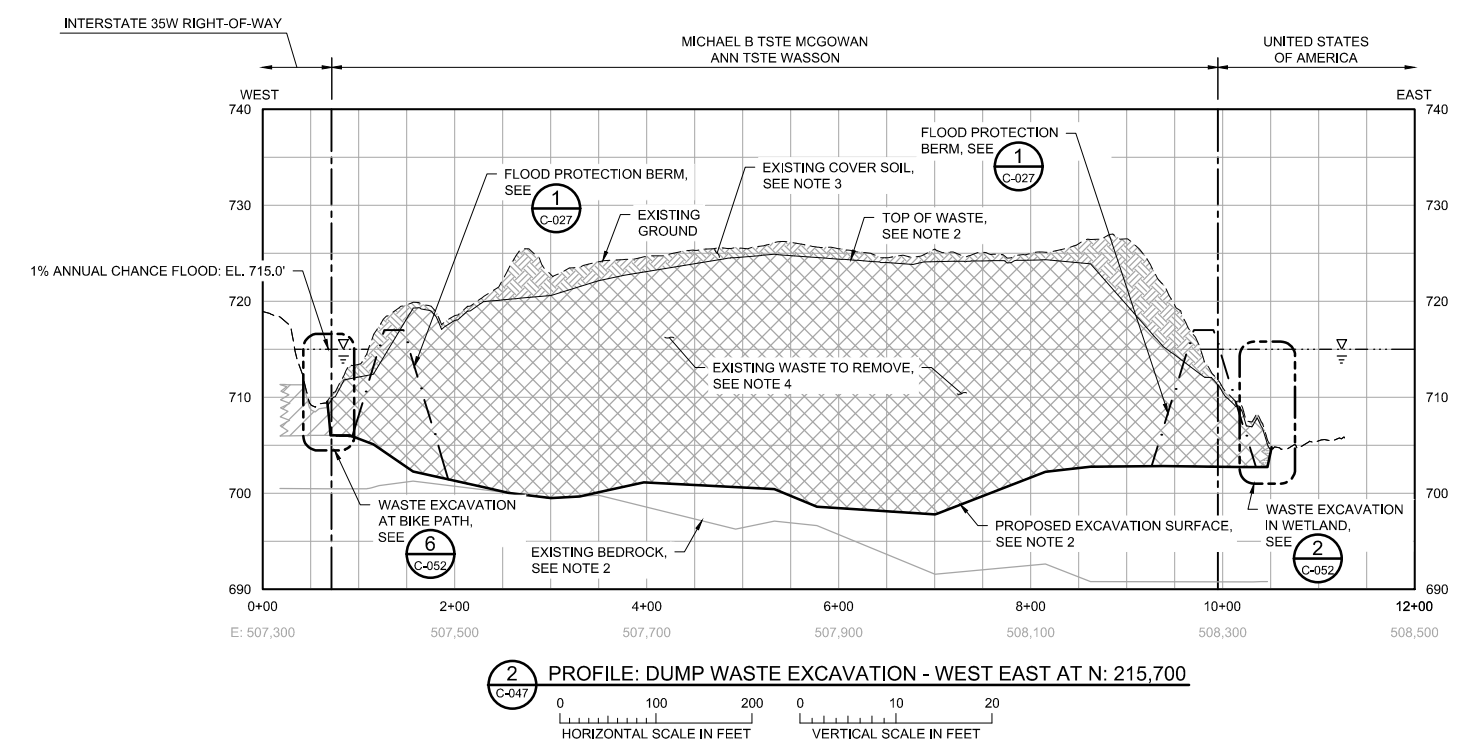 INTERSTATE 35W RIGHT-OF-WAY
MICHAEL B TSTE MCGOWAN
ANN TSTE WASSON
UNITED STATES
OF AMERICA
WEST
EAST
740
740
FLOOD PROTECTION
BERM, SEE
1
C-027
FLOOD PROTECTION BERM,
SEE
1
C-027
EXISTING COVER SOIL,
SEE NOTE 3
EXISTING
GROUND
TOP OF WASTE,
SEE NOTE 2
730
730
1% ANNUAL CHANCE FLOOD: EL. 715.0'
720
720
EXISTING WASTE TO REMOVE,
SEE NOTE 4
710
710
700
700
WASTE EXCAVATION
AT BIKE PATH,
SEE
6
C-052
EXISTING BEDROCK,
SEE NOTE 2
PROPOSED EXCAVATION SURFACE,
SEE NOTE 2
WASTE EXCAVATION
IN WETLAND,
SEE
2
C-052
690
690
0+00
2+00
4+00
6+00
8+00
10+00
12+00
E: 507,300
507,500
507,700
507,900
508,100
508,300
508,500
2
C-047
PROFILE: DUMP WASTE EXCAVATION - WEST EAST AT N: 215,700
0
100
200
HORIZONTAL SCALE IN FEET
0
10
20
VERTICAL SCALE IN FEET